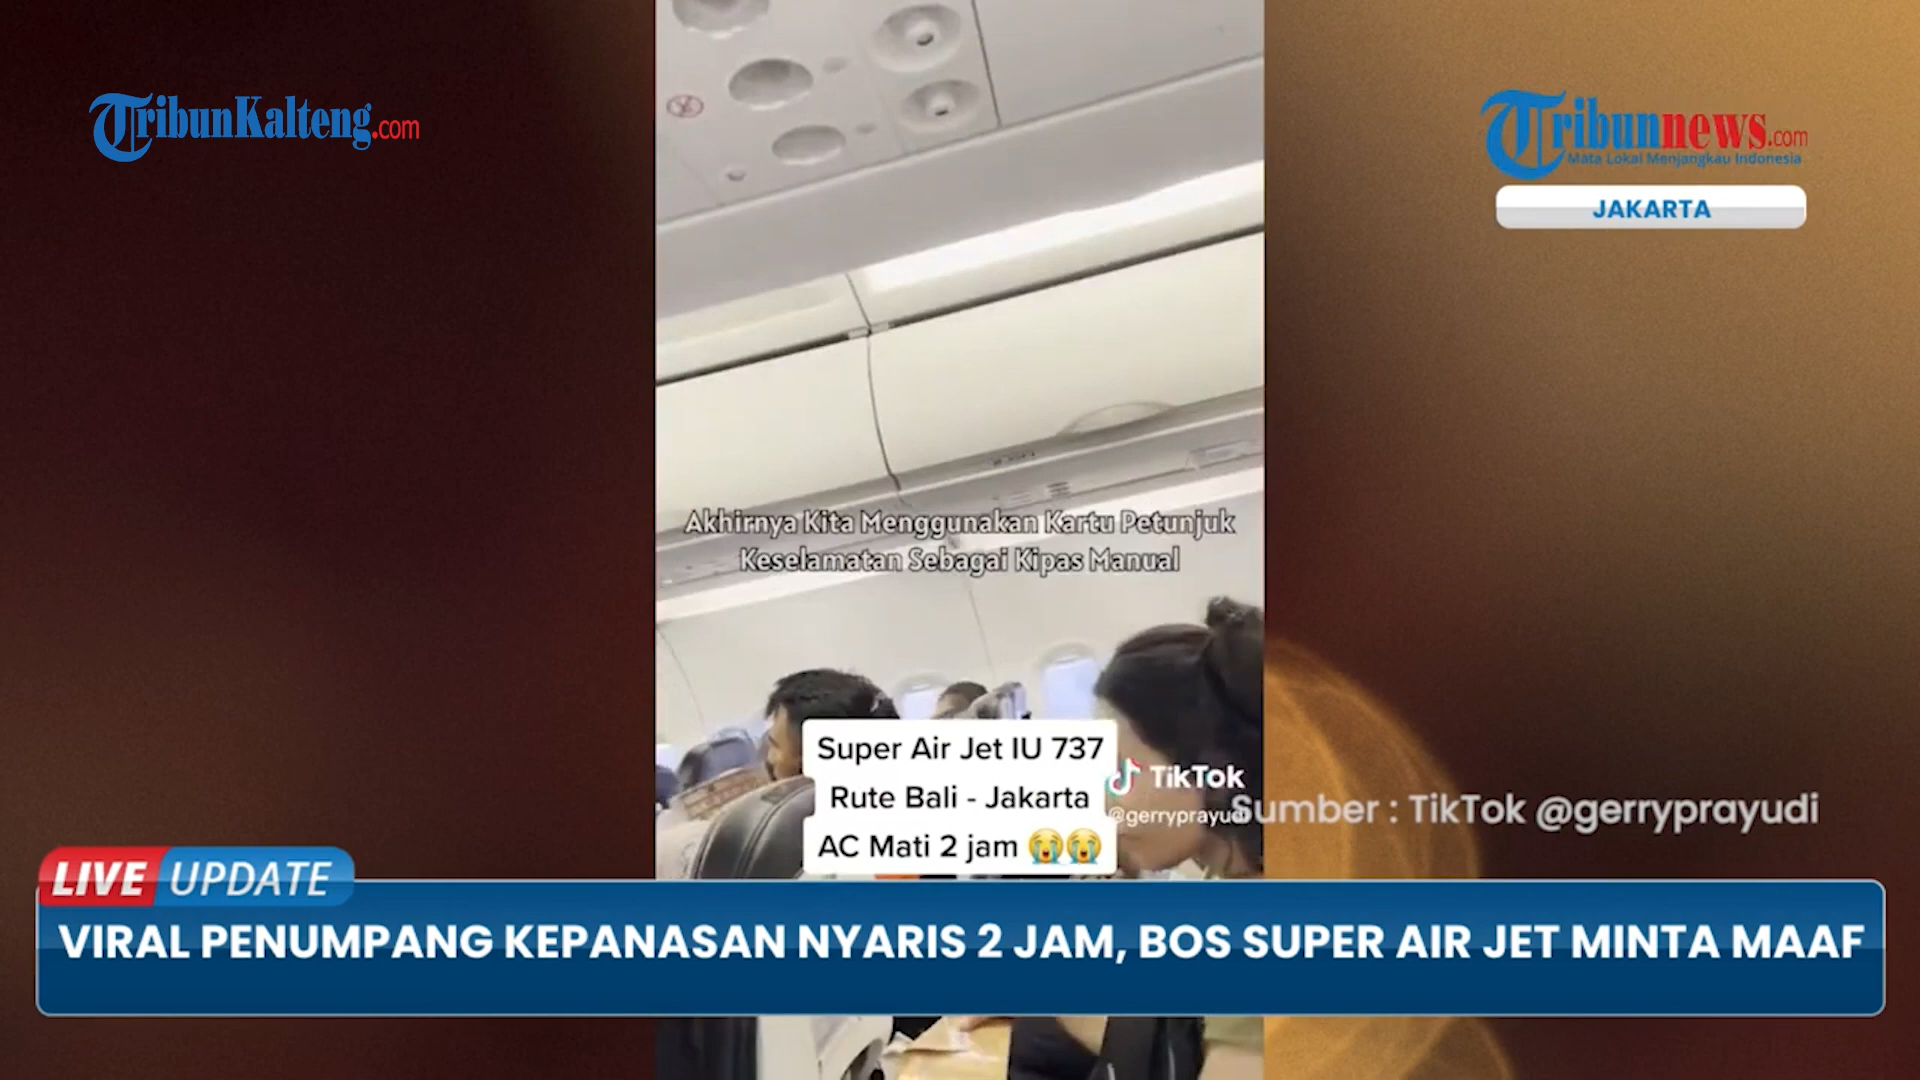 TribunKalteng.com
Tribunnews.com
Mata Lokal Menjangkau Indonesia
JAKARTA
Akhirnya Kita Menggunakan Kartu Petunjuk
Keselamatan Sebagai Kipas Manual
Super Air Jet IU 737
Rute Bali - Jakarta
AC Mati 2 jam 😭😭
TikTok
@gerryprayudi
Sumber : TikTok @gerryprayudi
LIVE UPDATE
VIRAL PENUMPANG KEPANASAN NYARIS 2 JAM, BOS SUPER AIR JET MINTA MAAF